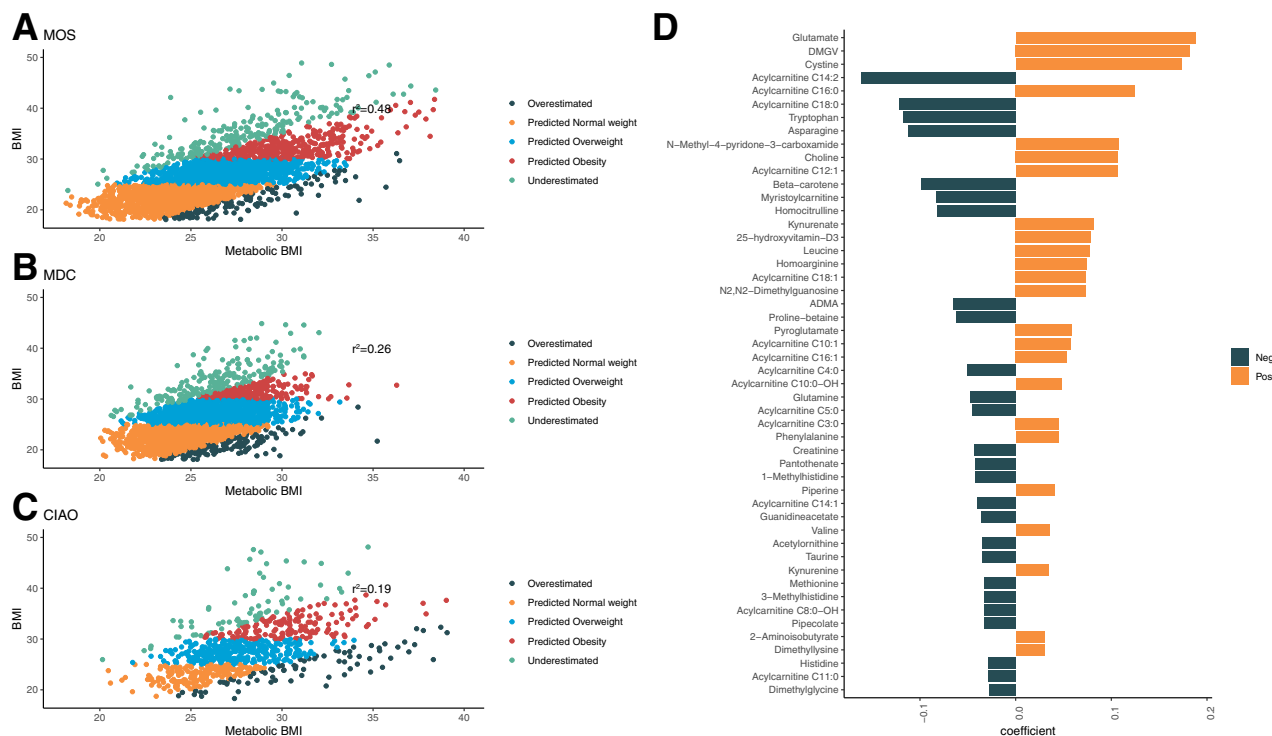 A
MOS
50
40
30
20
BMI
r²=0.48
20
25
30
35
40
Metabolic BMI
Overestimated
Predicted Normal weight
Predicted Overweight
Predicted Obesity
Underestimated
B
MDC
50
40
30
20
BMI
r²=0.26
20
25
30
35
40
Metabolic BMI
Overestimated
Predicted Normal weight
Predicted Overweight
Predicted Obesity
Underestimated
C
CIAO
50
40
30
20
BMI
r²=0.19
20
25
30
35
40
Metabolic BMI
Overestimated
Predicted Normal weight
Predicted Overweight
Predicted Obesity
Underestimated
D
Glutamate
DMGV
Cystine
Acylcarnitine C14:2
Acylcarnitine C16:0
Acylcarnitine C18:0
Tryptophan
Asparagine
N−Methyl−4−pyridone−3−carboxamide
Choline
Acylcarnitine C12:1
Beta−carotene
Myristoylcarnitine
Homocitrulline
Kynurenate
25−hydroxyvitamin−D3
Leucine
Homoarginine
Acylcarnitine C18:1
N2,N2−Dimethylguanosine
ADMA
Proline−betaine
Pyroglutamate
Acylcarnitine C10:1
Acylcarnitine C16:1
Acylcarnitine C4:0
Acylcarnitine C10:0−OH
Glutamine
Acylcarnitine C5:0
Acylcarnitine C3:0
Phenylalanine
Creatinine
Pantothenate
1−Methylhistidine
Piperine
Acylcarnitine C14:1
Guanidineacetate
Valine
Acetylornithine
Taurine
Kynurenine
Methionine
3−Methylhistidine
Acylcarnitine C8:0−OH
Pipecolate
2−Aminoisobutyrate
Dimethyllysine
Histidine
Acylcarnitine C11:0
Dimethylglycine
−0.1
0.0
0.1
0.2
coefficient
Neg
Pos